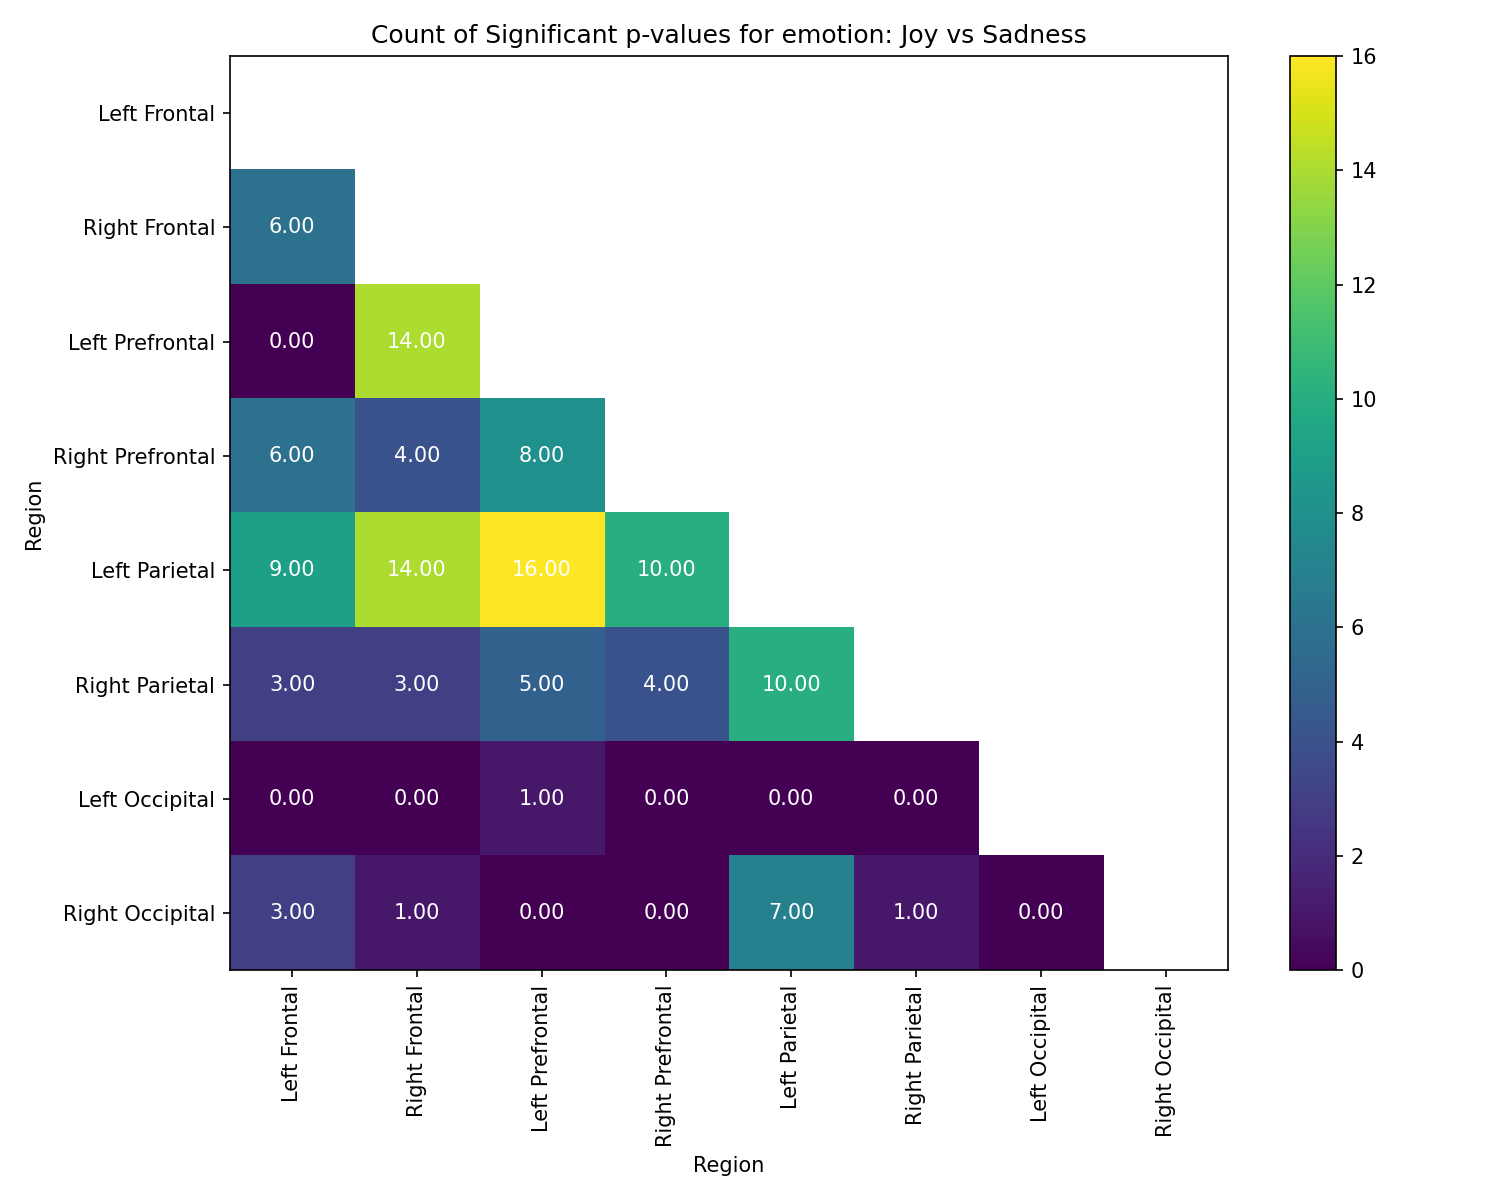 Count of Significant p-values for emotion: Joy vs Sadness
Region
Left Frontal
Right Frontal 6.00
Left Prefrontal 0.00 14.00
Right Prefrontal 6.00 4.00 8.00
Left Parietal 9.00 14.00 16.00 10.00
Right Parietal 3.00 3.00 5.00 4.00 10.00
Left Occipital 0.00 0.00 1.00 0.00 0.00 0.00
Right Occipital 3.00 1.00 0.00 0.00 7.00 1.00 0.00
Left Frontal
Right Frontal
Left Prefrontal
Right Prefrontal
Left Parietal
Right Parietal
Left Occipital
Right Occipital
Region
16
14
12
10
8
6
4
2
0